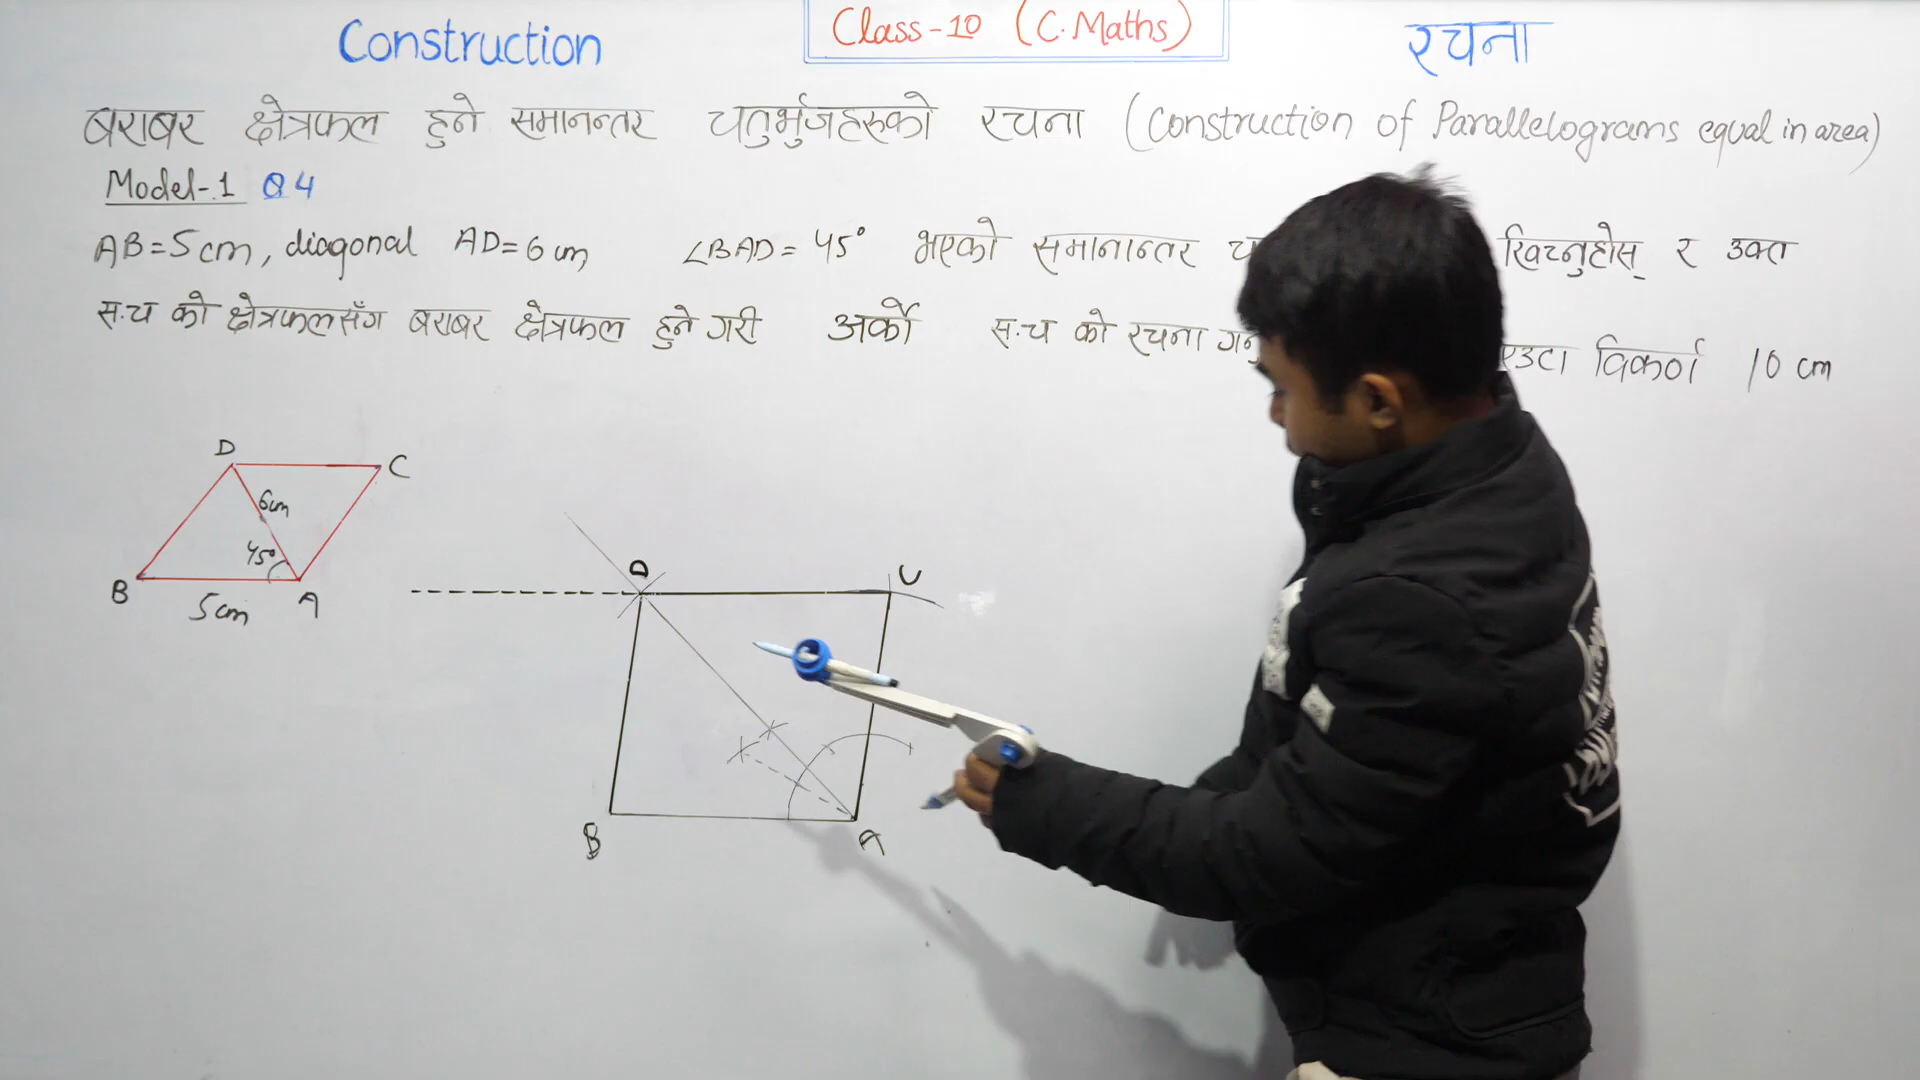 Construction
Class-10 (C.Maths)
रचना
बराबर क्षेत्रफल हुने समानन्तर चतुर्भुजहरुको रचना (Construction of Parallelograms equal in area)
Model-1 Q4
AB=5cm, diagonal AD=6cm ∠BAD=45° भएको समानान्तर खिच्नुहोस् र उक्त
स.च को क्षेत्रफलसँग बराबर क्षेत्रफल हुने गरी अर्को स.च को रचना एउटा विकर्ण 10 cm
D
C
6cm
45°
B
5cm
A
D
C
B
A